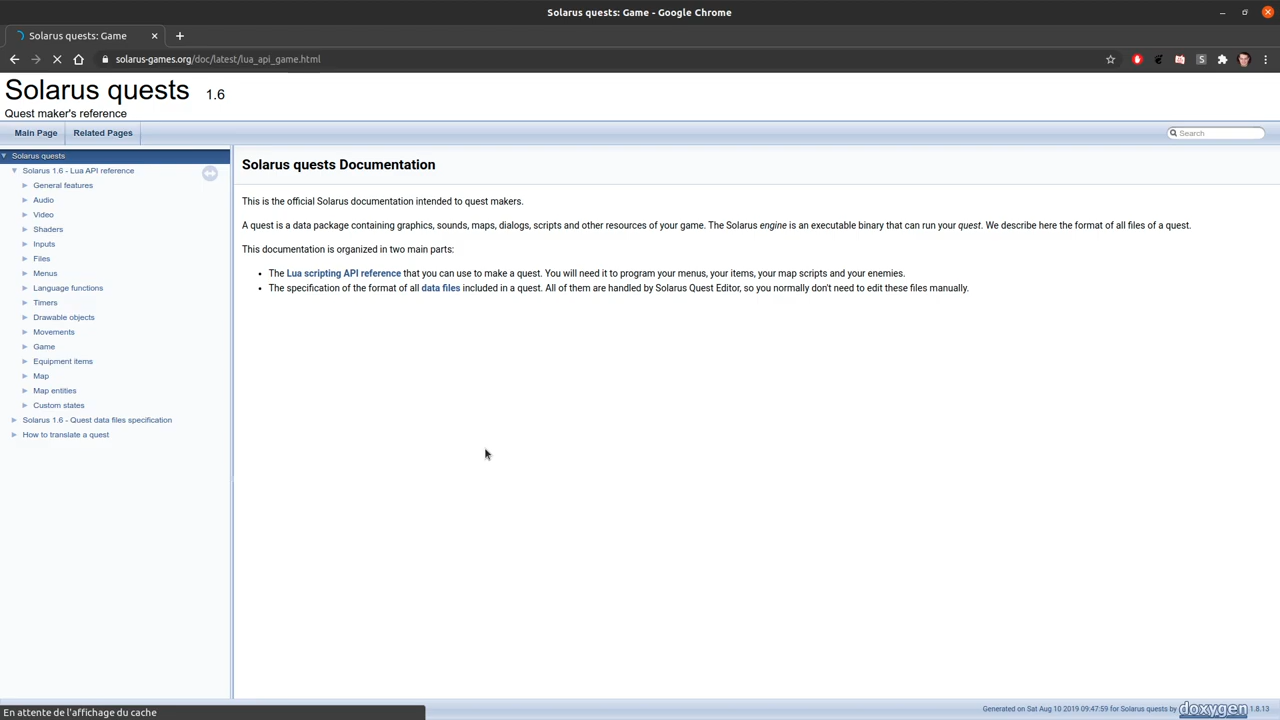 Solarus quests: Game - Google Chrome
Solarus quests: Game
solarus-games.org/doc/latest/lua_api_game.html
Solarus quests 1.6
Quest maker's reference
Main Page
Related Pages
Search
Solarus quests
Solarus 1.6 - Lua API reference
General features
Audio
Video
Shaders
Inputs
Files
Menus
Language functions
Timers
Drawable objects
Movements
Game
Equipment items
Map
Map entities
Custom states
Solarus 1.6 - Quest data files specification
How to translate a quest
Solarus quests Documentation
This is the official Solarus documentation intended to quest makers.
A quest is a data package containing graphics, sounds, maps, dialogs, scripts and other resources of your game. The Solarus engine is an executable binary that can run your quest. We describe here the format of all files of a quest.
This documentation is organized in two main parts:
• The Lua scripting API reference that you can use to make a quest. You will need it to program your menus, your items, your map scripts and your enemies.
• The specification of the format of all data files included in a quest. All of them are handled by Solarus Quest Editor, so you normally don't need to edit these files manually.
En attente de l'affichage du cache
Generated on Sat Aug 10 2019 09:47:59 for Solarus quests by doxygen 1.8.13